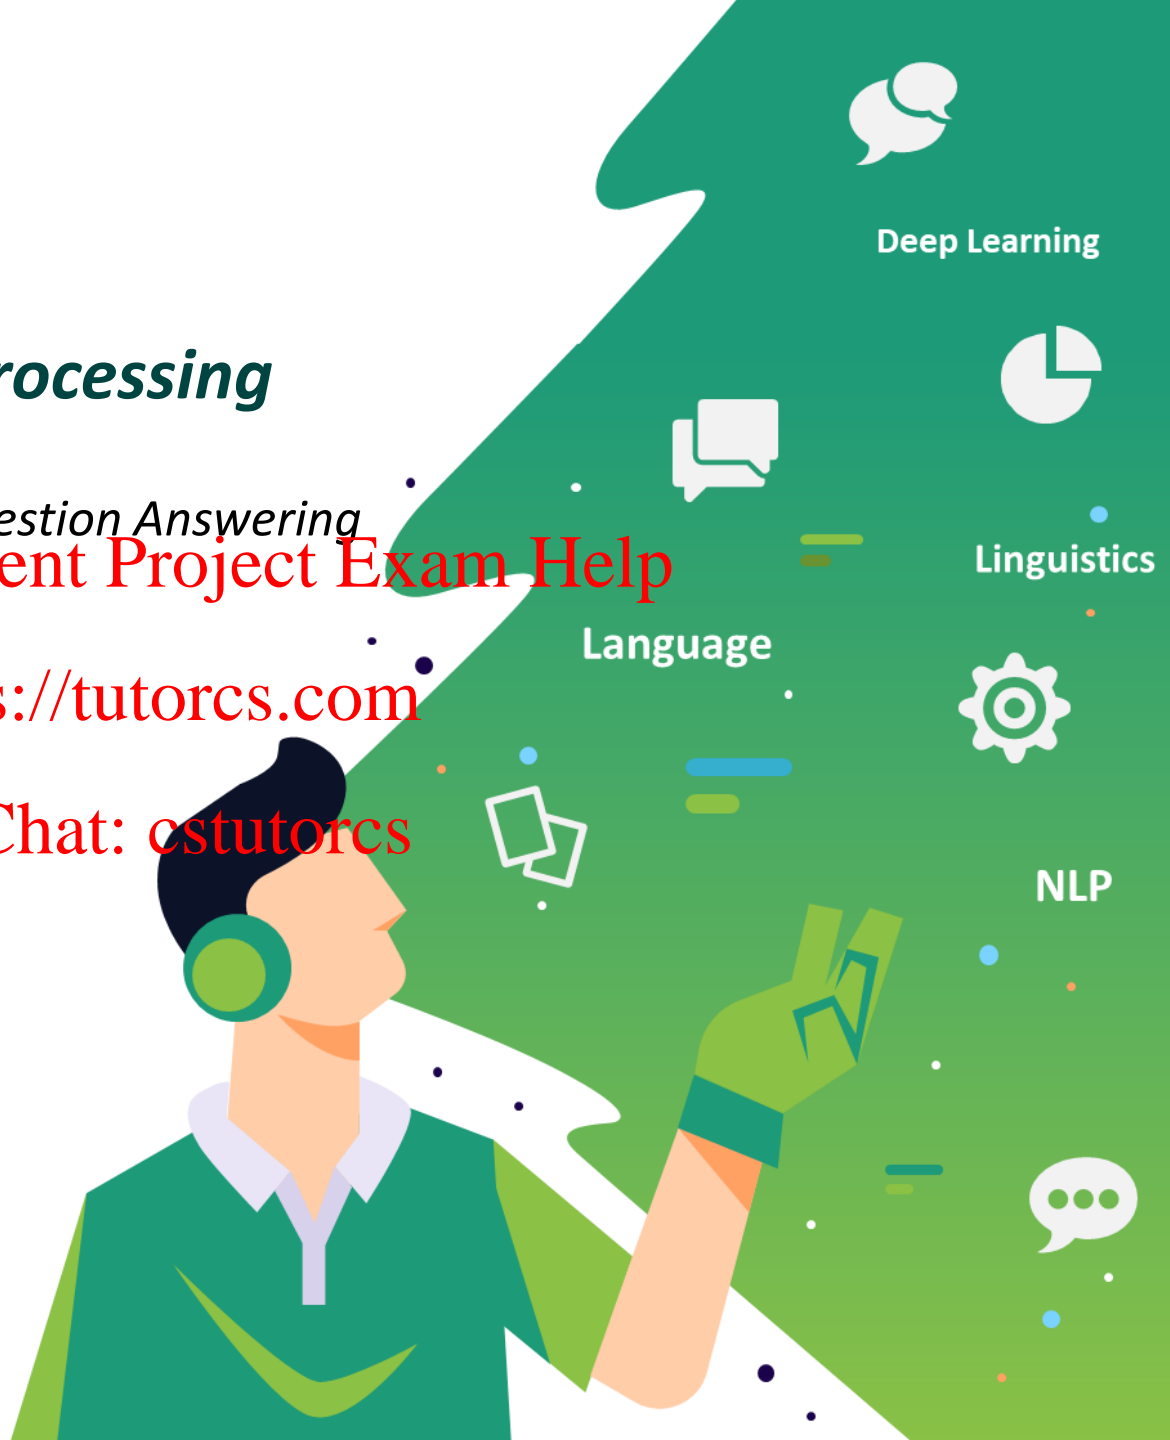 Deep Learning
rocessing
estion Answering
ent Project Exam Help
Linguistics
Language
s://tutorcs.com
Chat: cstutorcs
NLP